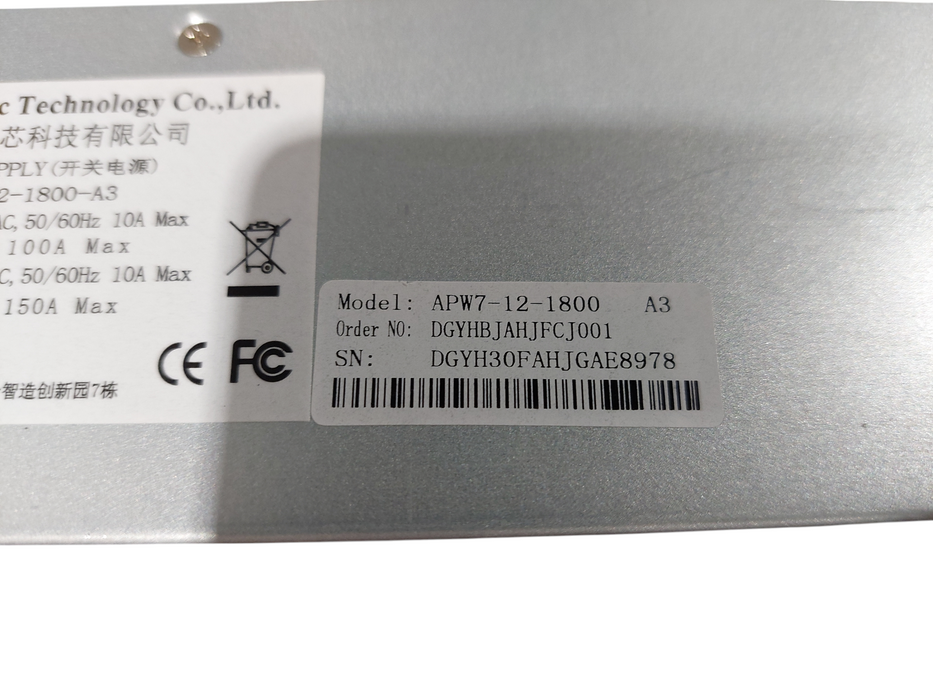 c Technology Co.,Ltd.
芯科技有限公司
PPLY(开关电源)
2-1800-A3
AC, 50/60Hz 10A Max
100A Max
C, 50/60Hz 10A Max
150A Max
智造创新园7栋
CE FC
Model: APW7-12-1800 A3
Order NO: DGYHBJAHJFCJ001
SN: DGYH30FAHJGAE8978